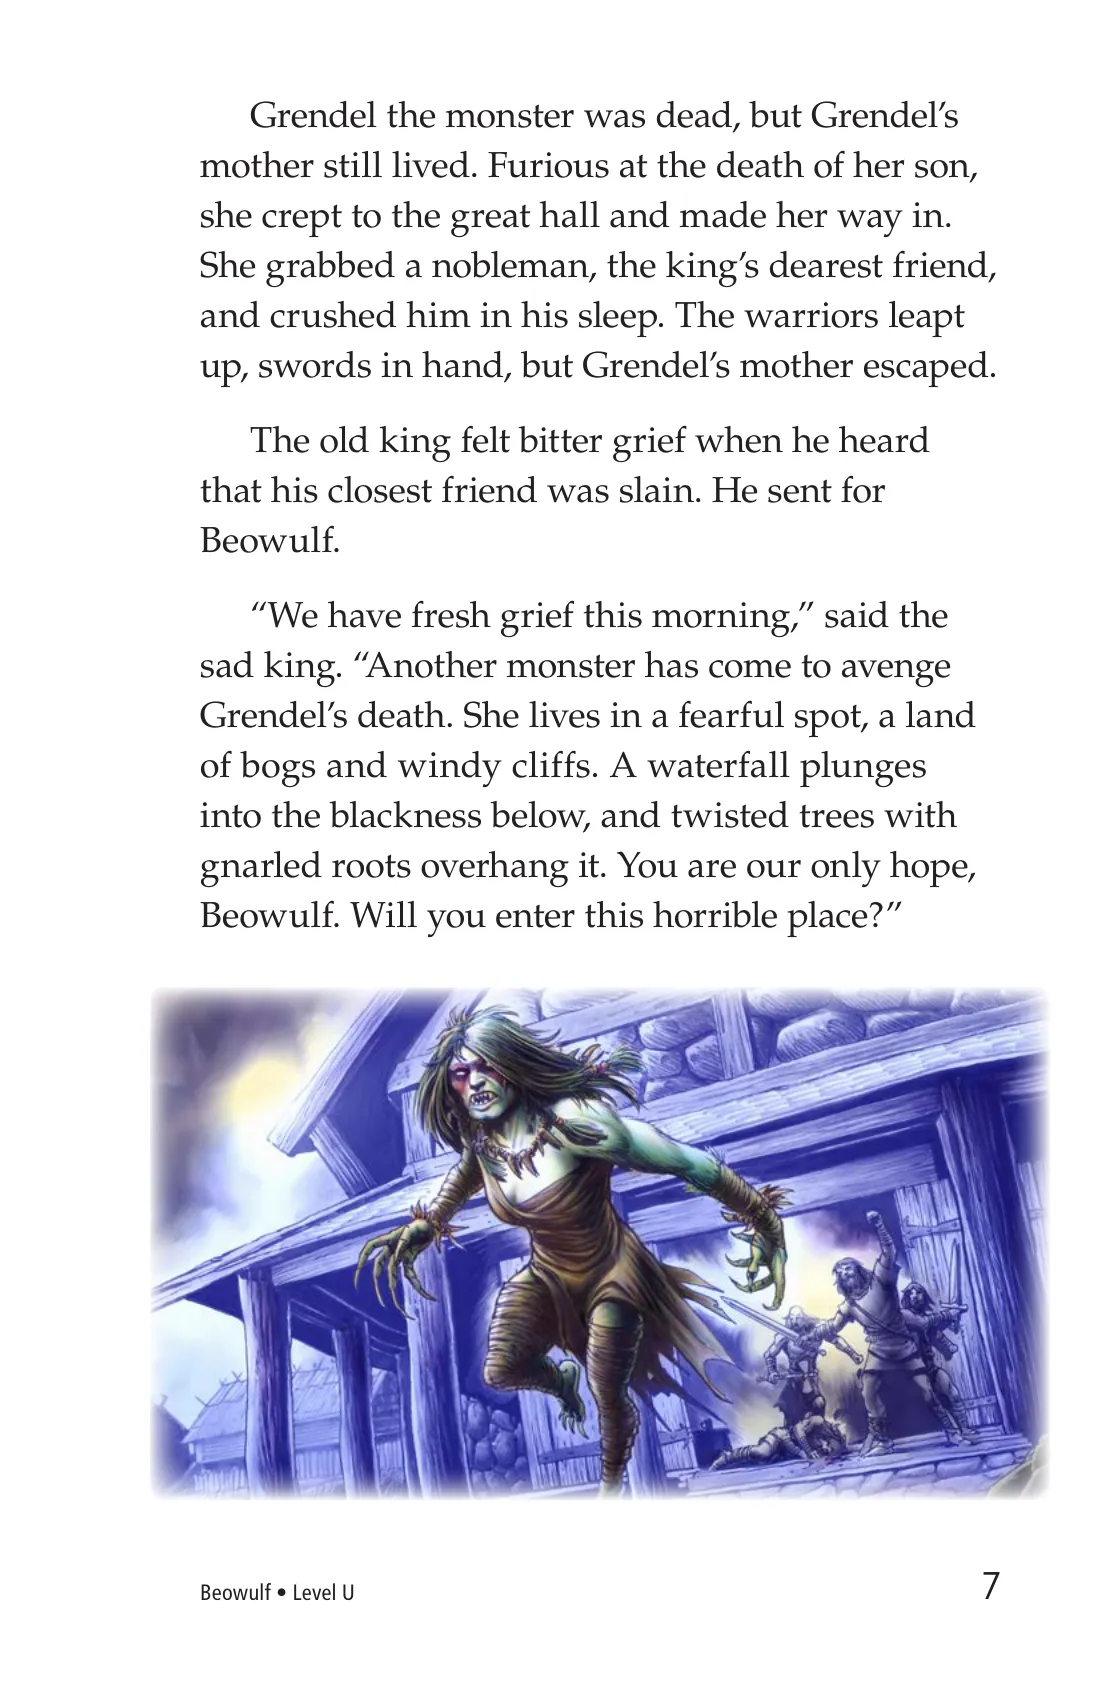 Grendel the monster was dead, but Grendel’s
mother still lived. Furious at the death of her son,
she crept to the great hall and made her way in.
She grabbed a nobleman, the king’s dearest friend,
and crushed him in his sleep. The warriors leapt
up, swords in hand, but Grendel’s mother escaped.
The old king felt bitter grief when he heard
that his closest friend was slain. He sent for
Beowulf.
“We have fresh grief this morning,” said the
sad king. “Another monster has come to avenge
Grendel’s death. She lives in a fearful spot, a land
of bogs and windy cliffs. A waterfall plunges
into the blackness below, and twisted trees with
gnarled roots overhang it. You are our only hope,
Beowulf. Will you enter this horrible place?”
Beowulf • Level U
7